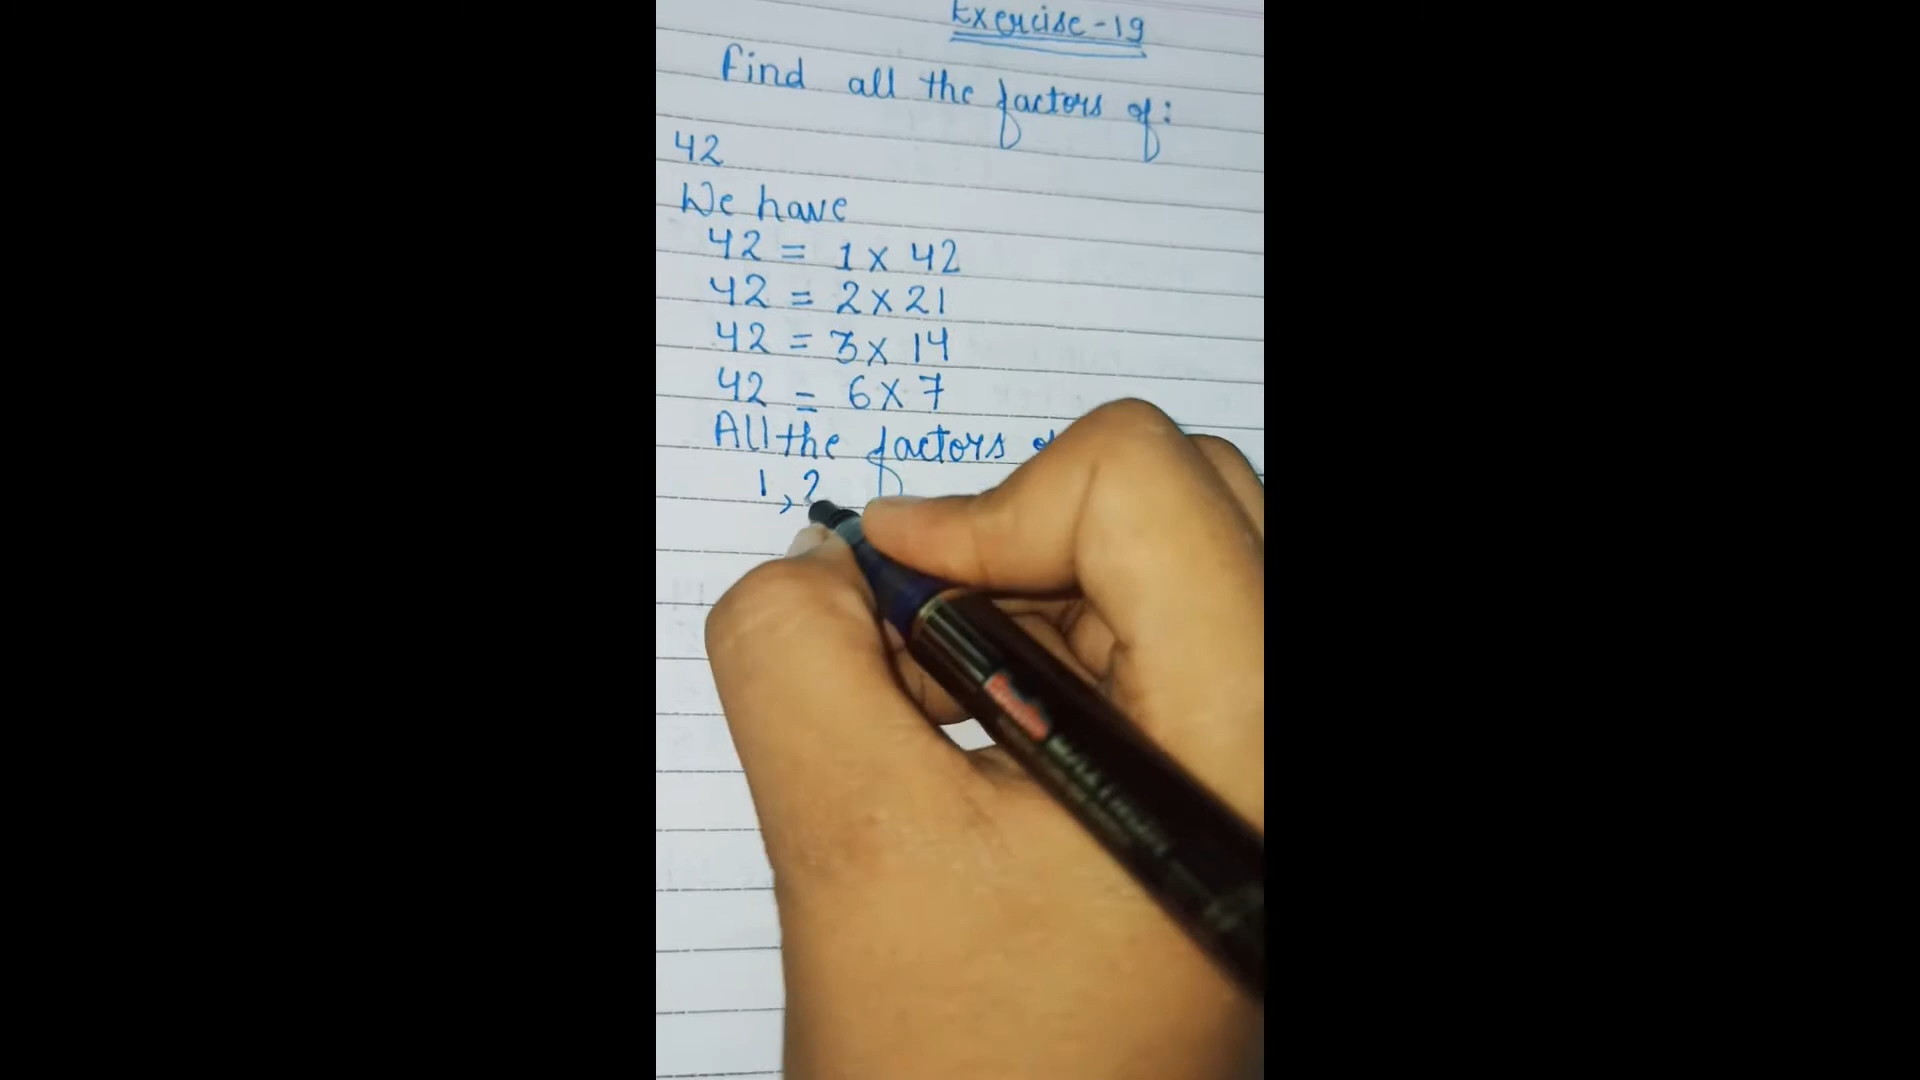 Exercise-19
Find all the factors of:
42
We have
42 = 1 x 42
42 = 2 x 21
42 = 3 x 14
42 = 6 x 7
All the factors
1, 2